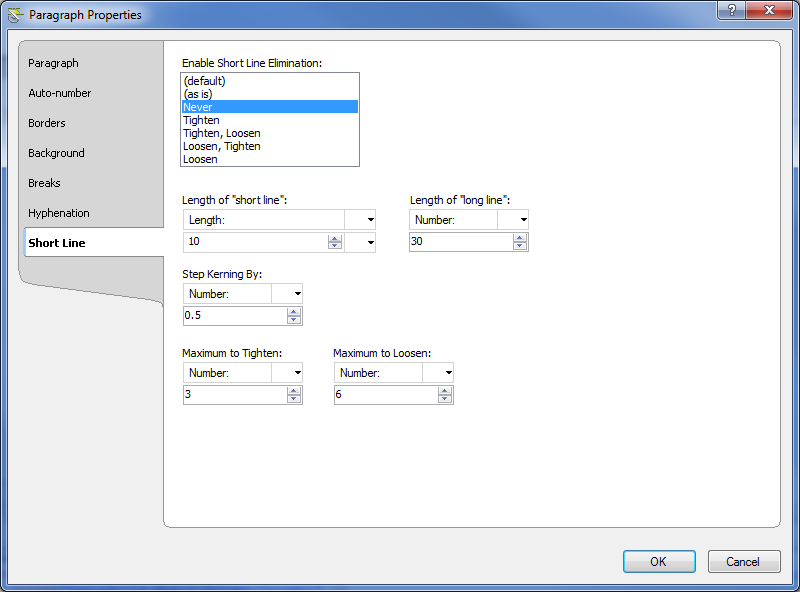 Paragraph Properties
?
Paragraph
Auto-number
Borders
Background
Breaks
Hyphenation
Short Line
Enable Short Line Elimination:
(default)
(as is)
Never
Tighten
Tighten, Loosen
Loosen, Tighten
Loosen
Length of "short line":
Length:
10
Length of "long line":
Number:
30
Step Kerning By:
Number:
0.5
Maximum to Tighten:
Number:
3
Maximum to Loosen:
Number:
6
OK
Cancel